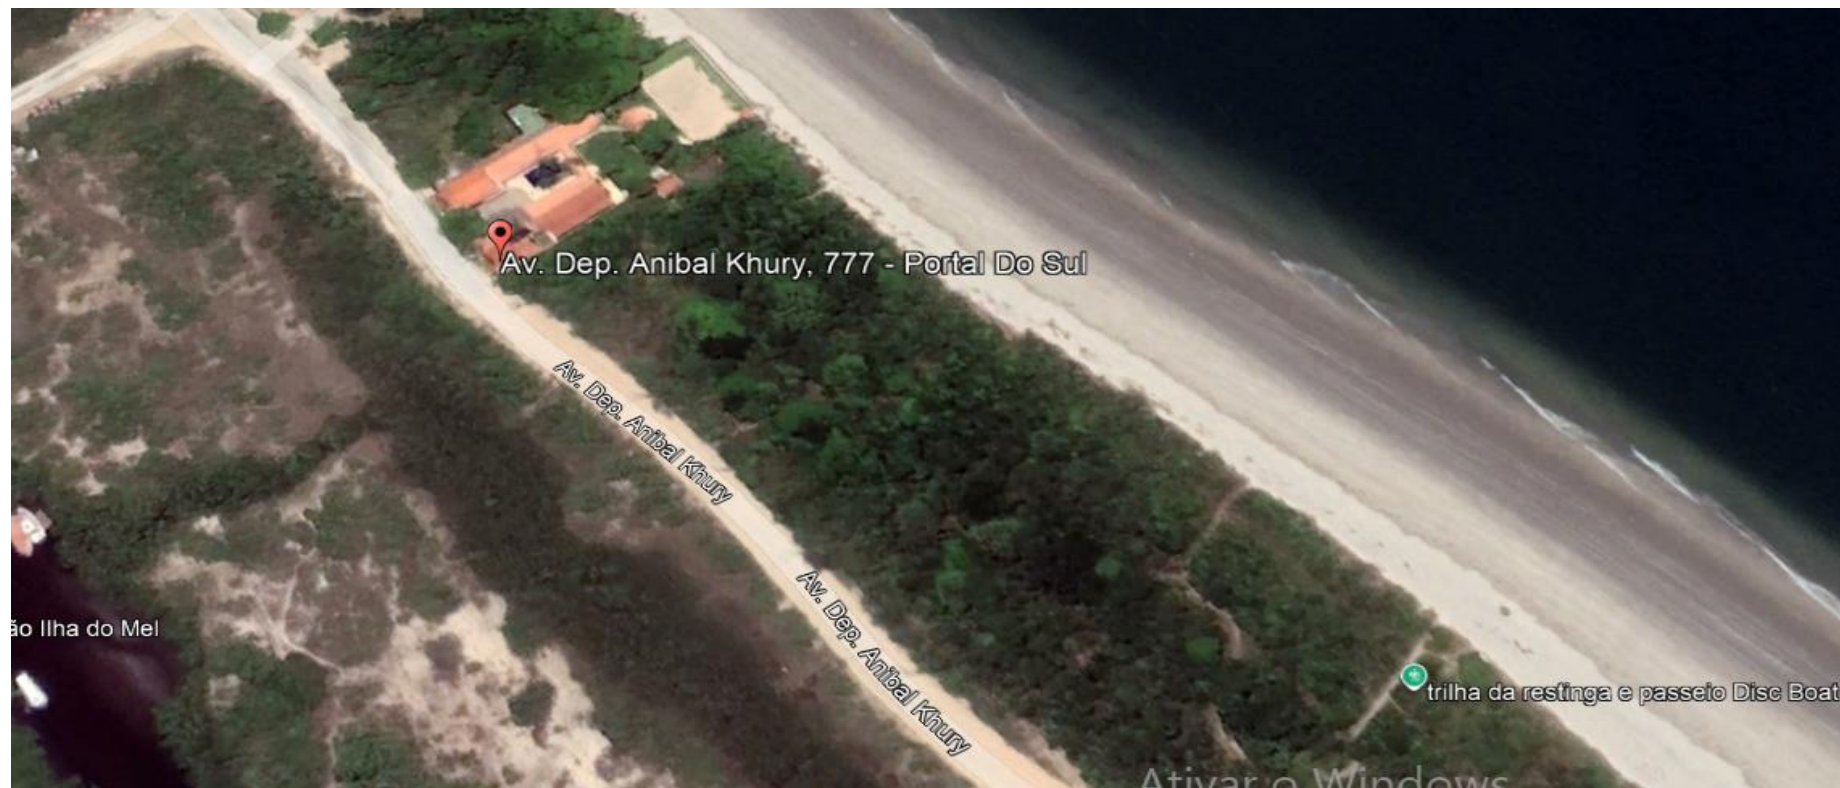 Av. Dep. Anibal Khury, 777 - Portal Do Sul
Av. Dep. Anibal Khury
Av. Dep. Anibal Khury
ão Ilha do Mel
trilha da restinga e passeio Disc Boat
Ativar o Windows